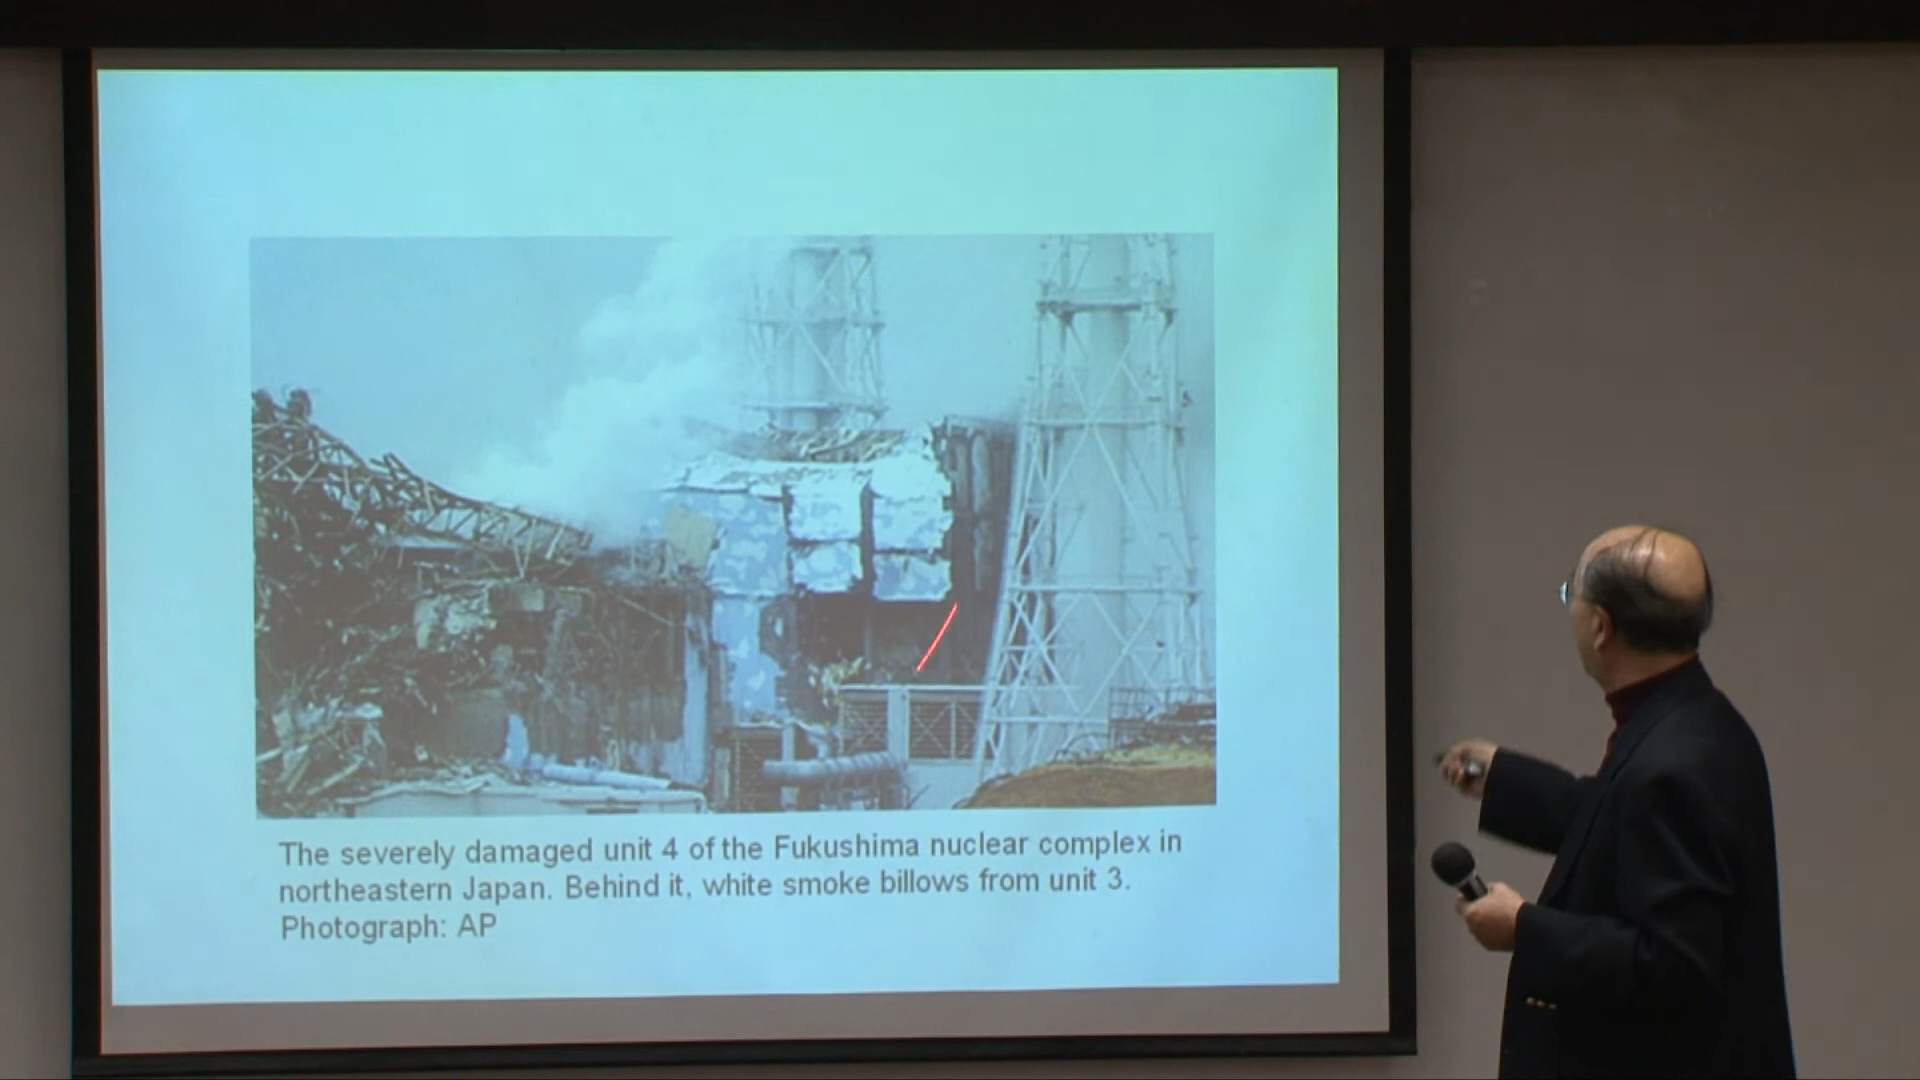 The severely damaged unit 4 of the Fukushima nuclear complex in
northeastern Japan. Behind it, white smoke billows from unit 3.
Photograph: AP